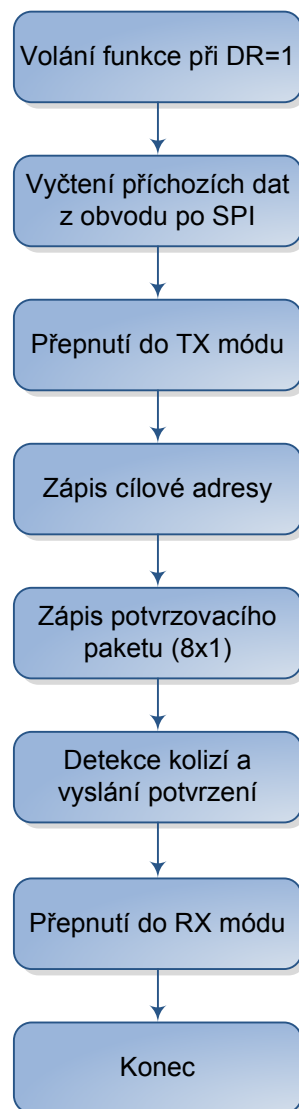 Volání funkce při DR=1
Vyčtení příchozích dat
z obvodu po SPI
Přepnutí do TX módu
Zápis cílové adresy
Zápis potvrzovacího
paketu (8x1)
Detekce kolizí a
vyslání potvrzení
Přepnutí do RX módu
Konec